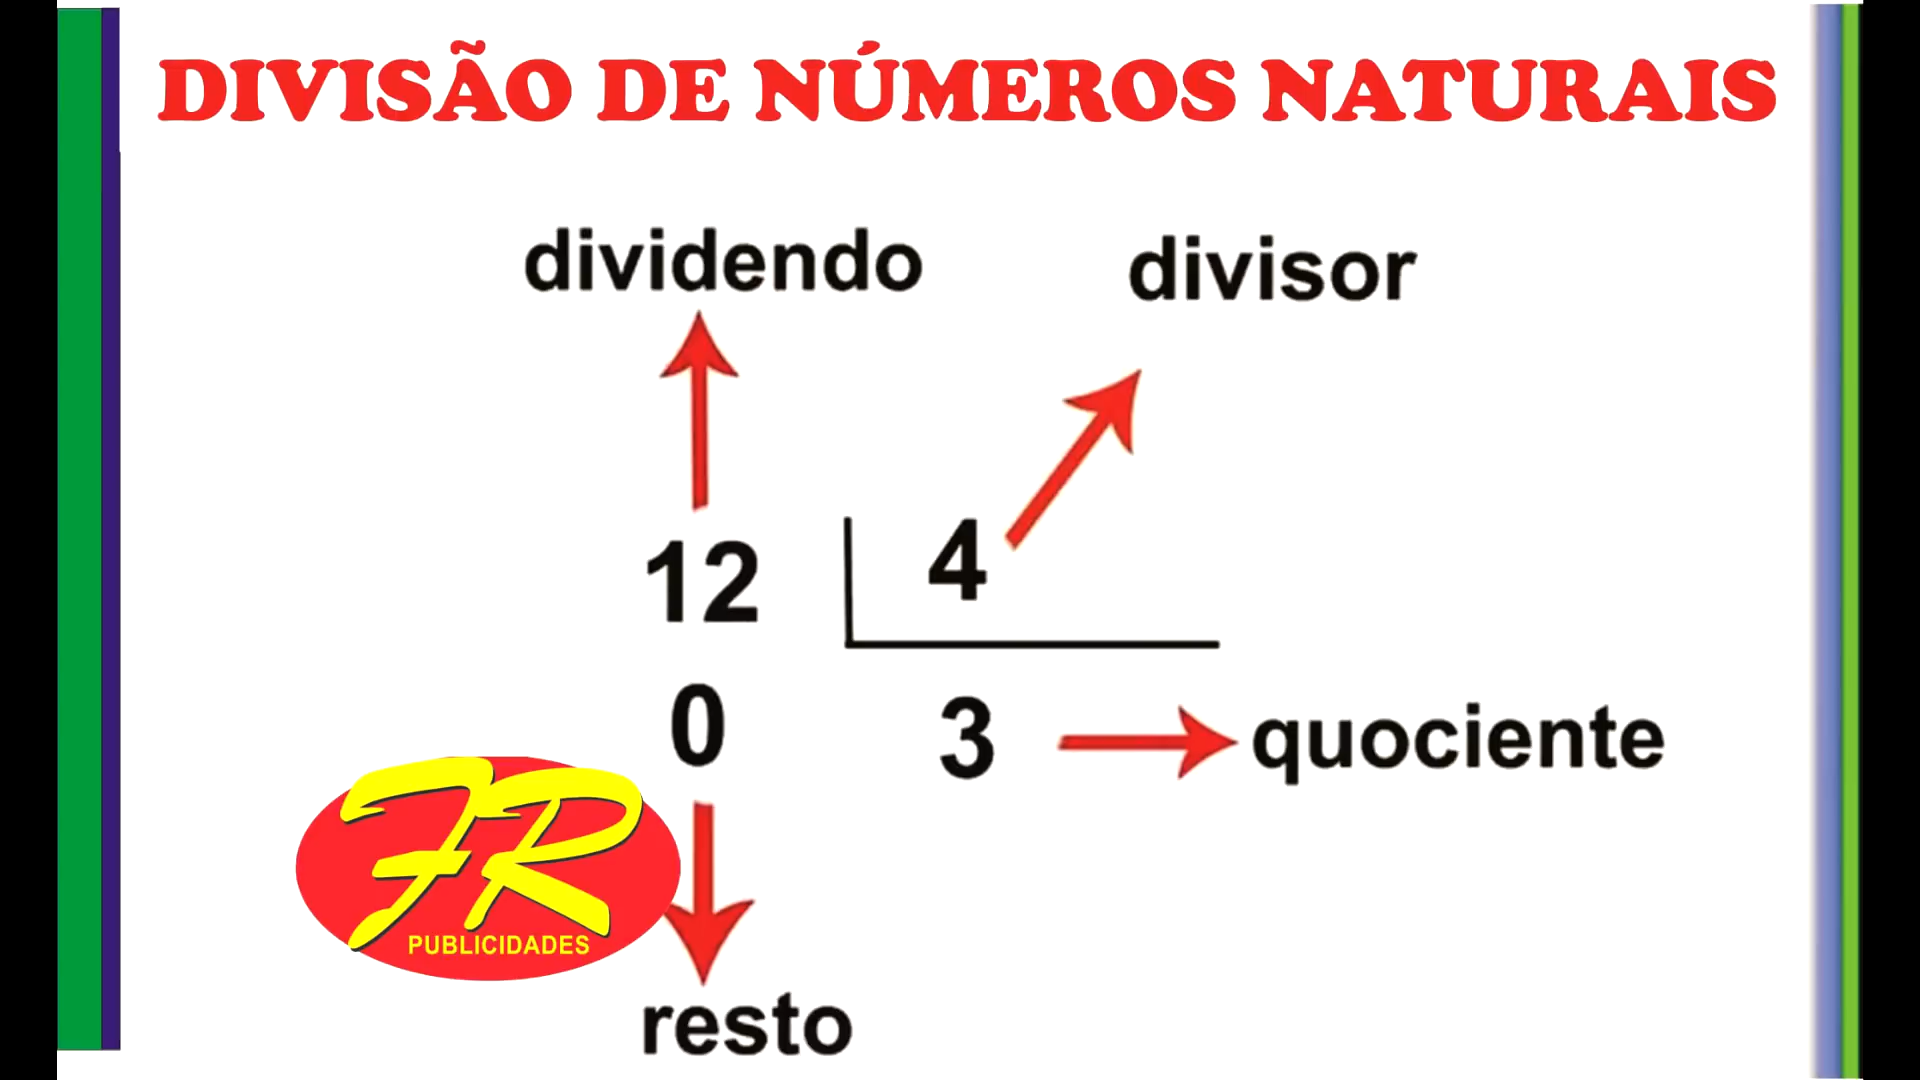 DIVISÃO DE NÚMEROS NATURAIS
dividendo
divisor
12
4
0
3
quociente
FR
PUBLICIDADES
resto